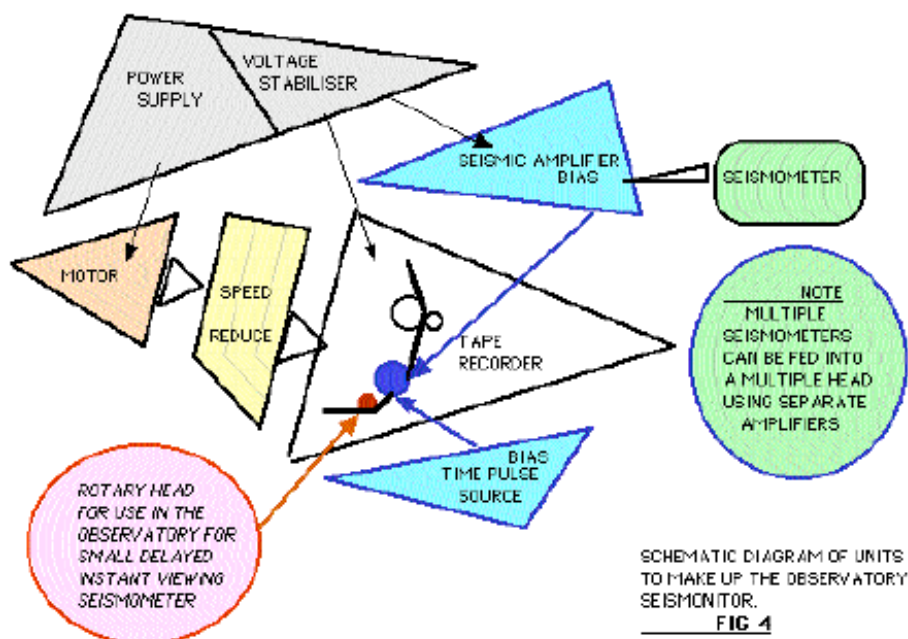 POWER
SUPPLY
VOLTAGE
STABILISER
SEISMIC AMPLIFIER
BIAS
SEISMOMETER
MOTOR
SPEED
REDUCE
TAPE
RECORDER
NOTE
MULTIPLE
SEISMOMETERS
CAN BE FED INTO
A MULTIPLE HEAD
USING SEPARATE
AMPLIFIERS
BIAS
TIME PULSE
SOURCE
ROTARY HEAD
FOR USE IN THE
OBSERVATORY FOR
SMALL DELAYED
INSTANT VIEWING
SEISMOMETER
SCHEMATIC DIAGRAM OF UNITS
TO MAKE UP THE OBSERVATORY
SEISMONITOR.
FIG 4